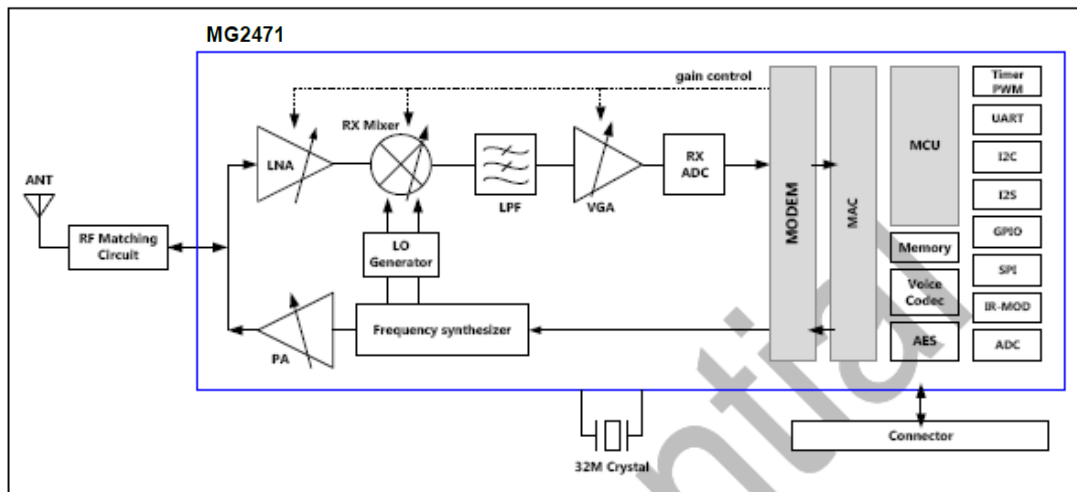 MG2471
gain control
Timer
PWM
RX Mixer
UART
LNA
RX
ADC
MCU
I2C
ANT
LPF
VGA
MODEM
MAC
I2S
RF Matching
Circuit
LO
Generator
GPIO
Memory
SPI
Voice
Codec
Frequency synthesizer
IR-MOD
PA
AES
ADC
Connector
32M Crystal
ntial